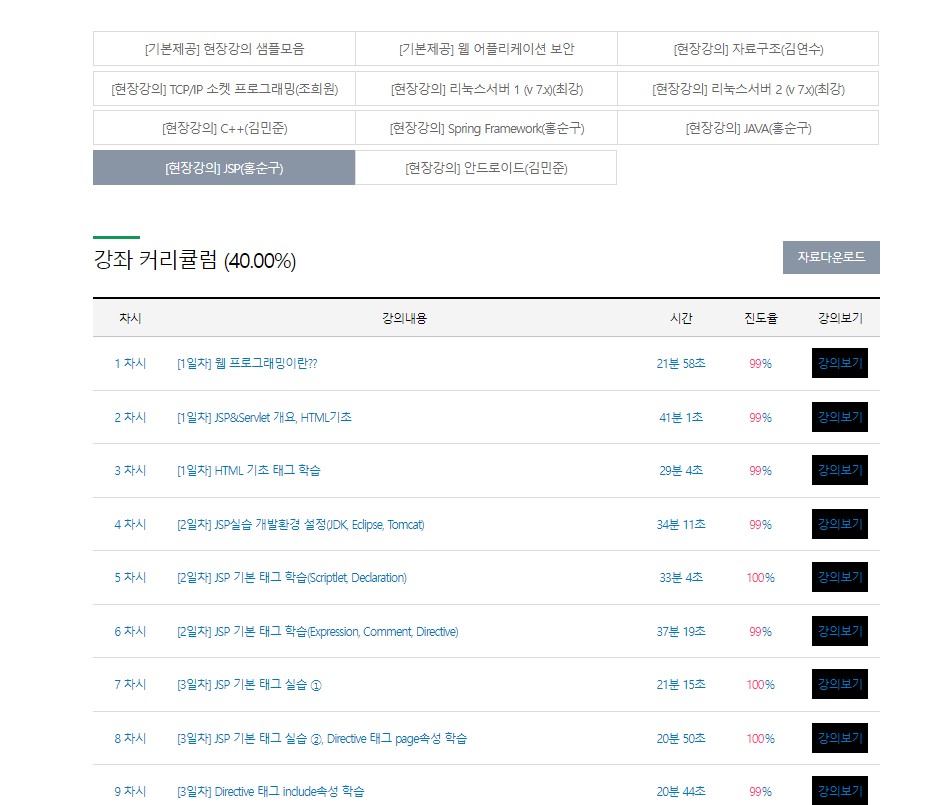 [기본제공] 현장강의 샘플모음 [기본제공] 웹 어플리케이션 보안 [현장강의] 자료구조(김연수)
[현장강의] TCP/IP 소켓 프로그래밍(조희원) [현장강의] 리눅스서버 1 (v 7.x)(최강) [현장강의] 리눅스서버 2 (v 7.x)(최강)
[현장강의] C++(김민준) [현장강의] Spring Framework(홍순구) [현장강의] JAVA(홍순구)
[현장강의] JSP(홍순구) [현장강의] 안드로이드(김민준)
강좌 커리큘럼 (40.00%) 자료다운로드
차시 강의내용 시간 진도율 강의보기
1 차시 [1일차] 웹 프로그래밍이란?? 21분 58초 99% 강의보기
2 차시 [1일차] JSP&Servlet 개요, HTML기초 41분 1초 99% 강의보기
3 차시 [1일차] HTML 기초 태그 학습 29분 4초 99% 강의보기
4 차시 [2일차] JSP실습 개발환경 설정(JDK, Eclipse, Tomcat) 34분 11초 99% 강의보기
5 차시 [2일차] JSP 기본 태그 학습(Scriptlet, Declaration) 33분 4초 100% 강의보기
6 차시 [2일차] JSP 기본 태그 학습(Expression, Comment, Directive) 37분 19초 99% 강의보기
7 차시 [3일차] JSP 기본 태그 실습 ① 21분 15초 100% 강의보기
8 차시 [3일차] JSP 기본 태그 실습 ②, Directive 태그 page속성 학습 20분 50초 100% 강의보기
9 차시 [3일차] Directive 태그 include속성 학습 20분 44초 99% 강의보기